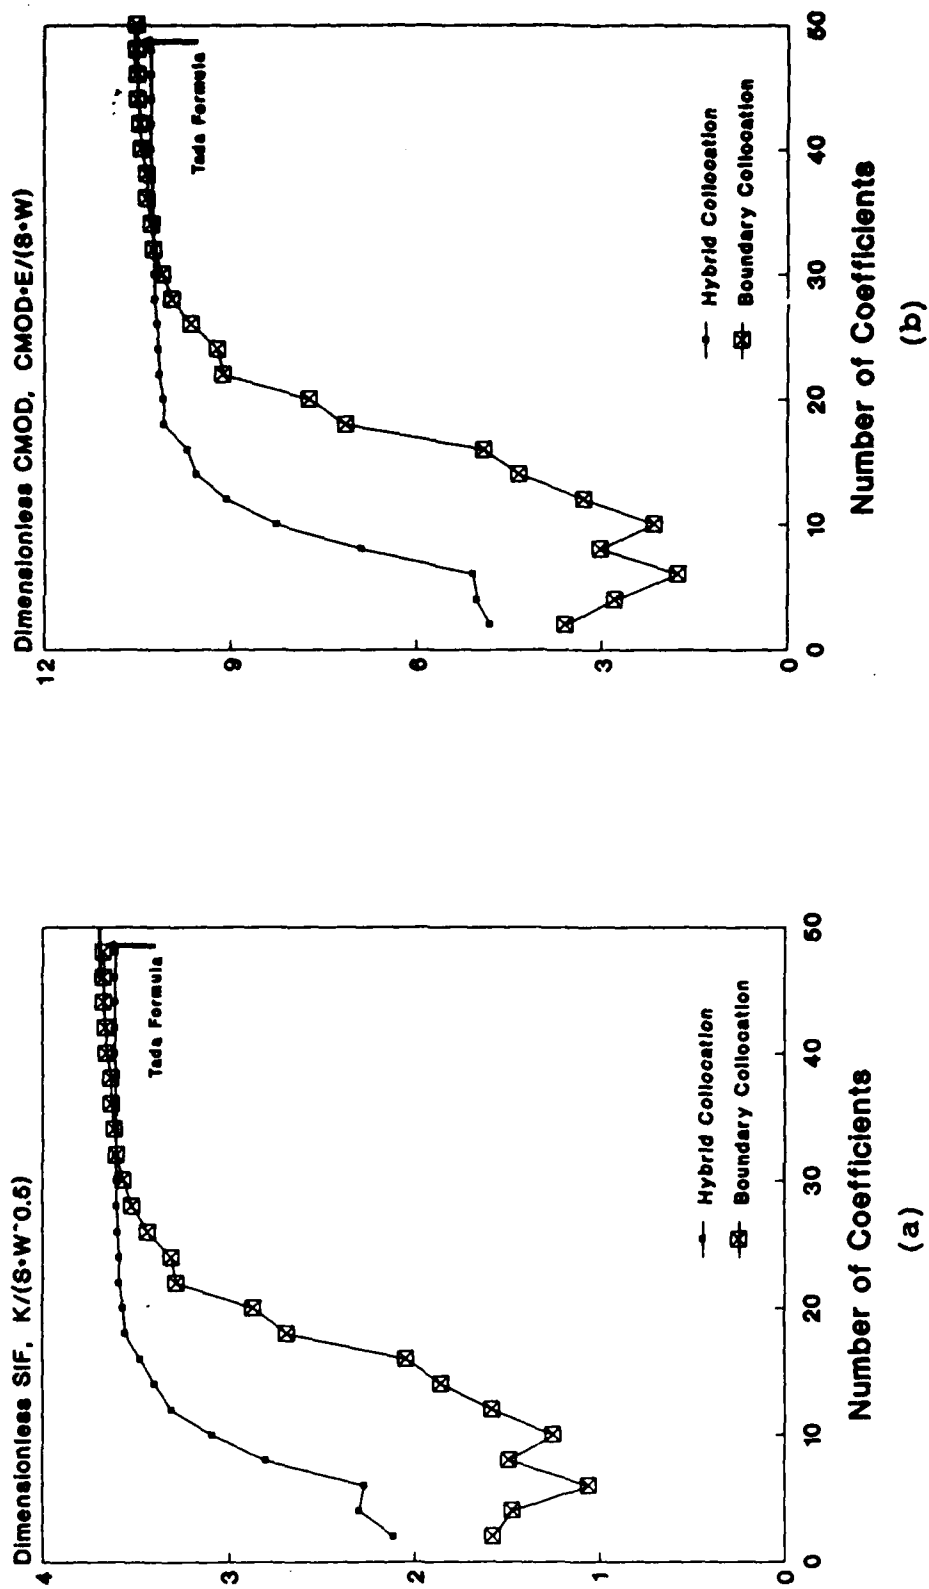 Dimensionless SIF, K/(S*W^0.5)
4
3
2
1
0
0 10 20 30 40 50
Tada Formula
Hybrid Collocation
Boundary Collocation
Number of Coefficients
(a)
Dimensionless CMOD, CMOD*E/(S*W)
12
9
6
3
0
0 10 20 30 40 50
Tada Formula
Hybrid Collocation
Boundary Collocation
Number of Coefficients
(b)